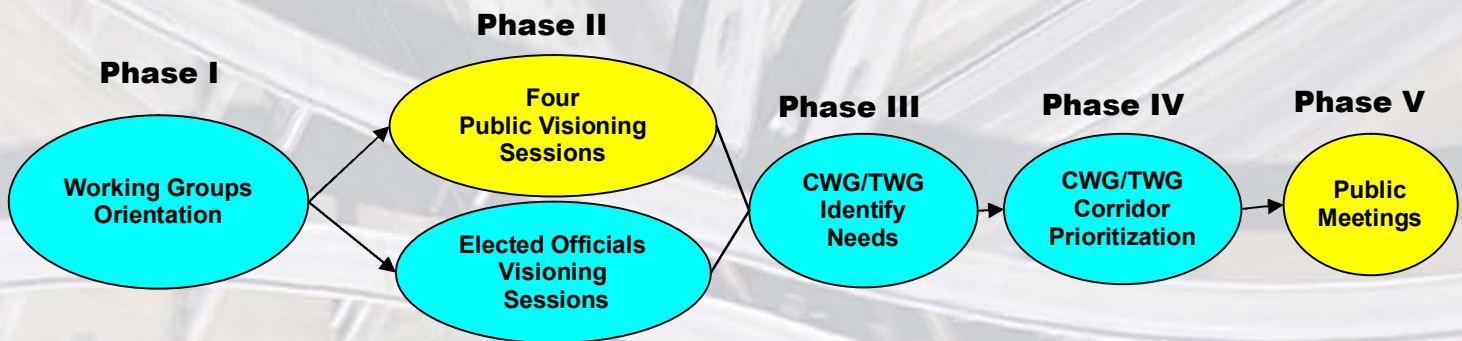 Phase I
Working Groups
Orientation
Phase II
Four
Public Visioning
Sessions
Elected Officials
Visioning
Sessions
Phase III
CWG/TWG
Identify
Needs
Phase IV
CWG/TWG
Corridor
Prioritization
Phase V
Public
Meetings